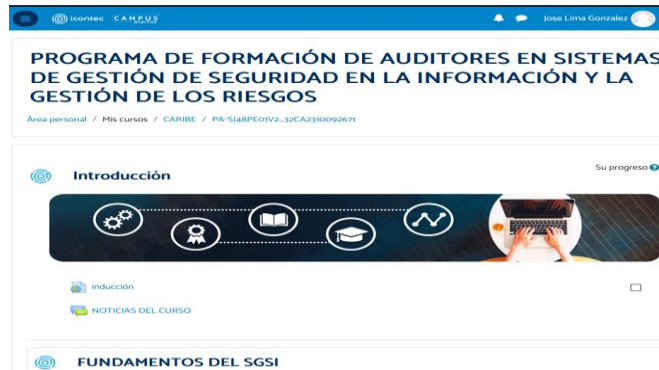 icontec CAMPUS DIGITAL Jose Lima Gonzalez
PROGRAMA DE FORMACIÓN DE AUDITORES EN SISTEMAS
DE GESTIÓN DE SEGURIDAD EN LA INFORMACIÓN Y LA
GESTIÓN DE LOS RIESGOS
Área personal / Mis cursos / CARIBE / PA-SI48PE01V2_32CA2310092671
Su progreso
Introducción
inducción
NOTICIAS DEL CURSO
FUNDAMENTOS DEL SGSI